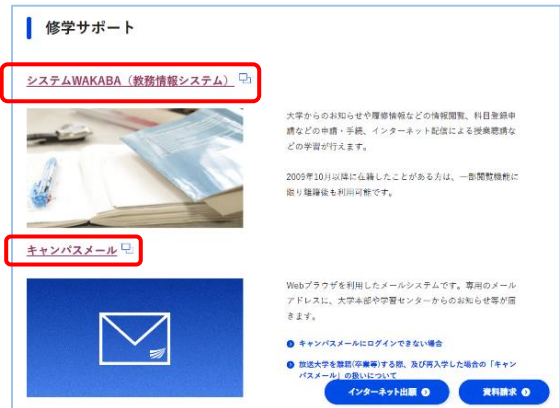 修学サポート
システムWAKABA（教務情報システム）
大学からのお知らせや履修情報などの情報閲覧、科目登録申
請などの申請・手続、インターネット配信による授業聴講な
どの学習が行えます。
2009年10月以降に在籍したことがある方は、一部閲覧機能に
限り離籍後も利用可能です。
キャンパスメール
Webブラウザを利用したメールシステムです。専用のメール
アドレスに、大学本部や学習センターからのお知らせ等が届
きます。
キャンパスメールにログインできない場合
放送大学を離籍(卒業等)する際、及び再入学した場合の「キャン
パスメール」の扱いについて
インターネット出願
資料請求